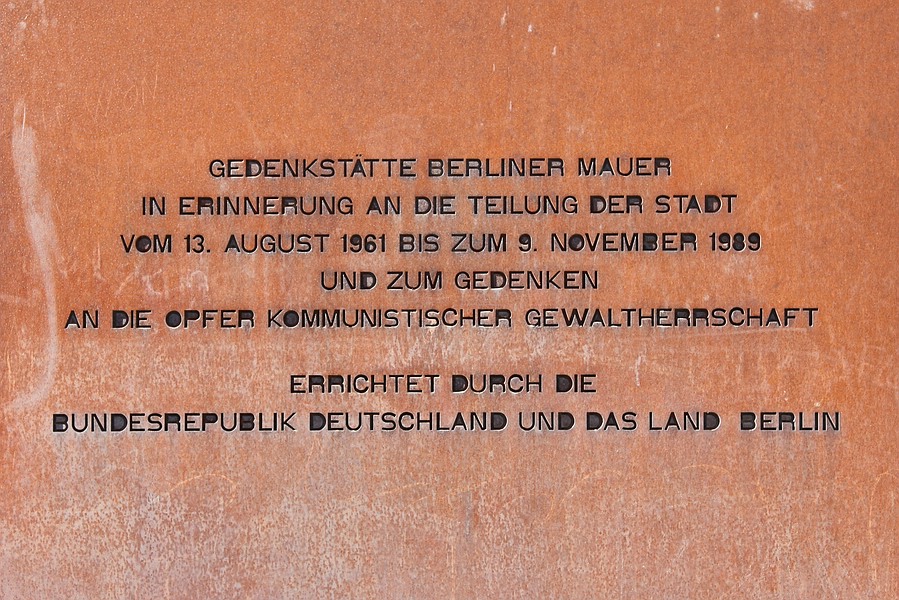 GEDENKSTÄTTE BERLINER MAUER
IN ERINNERUNG AN DIE TEILUNG DER STADT
VOM 13. AUGUST 1961 BIS ZUM 9. NOVEMBER 1989
UND ZUM GEDENKEN
AN DIE OPFER KOMMUNISTISCHER GEWALTHERRSCHAFT
ERRICHTET DURCH DIE
BUNDESREPUBLIK DEUTSCHLAND UND DAS LAND BERLIN